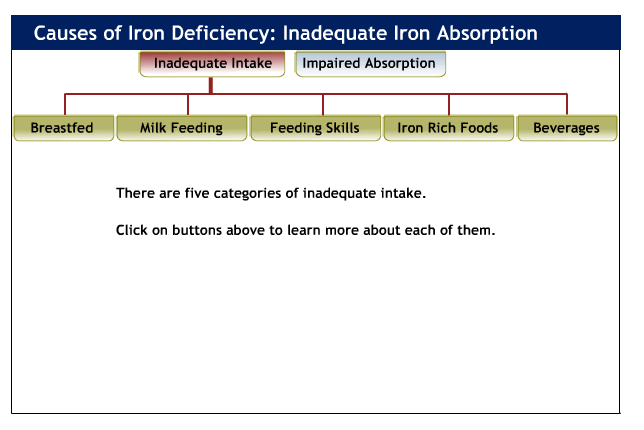 Causes of Iron Deficiency: Inadequate Iron Absorption
Inadequate Intake Impaired Absorption
Breastfed Milk Feeding Feeding Skills Iron Rich Foods Beverages
There are five categories of inadequate intake.
Click on buttons above to learn more about each of them.